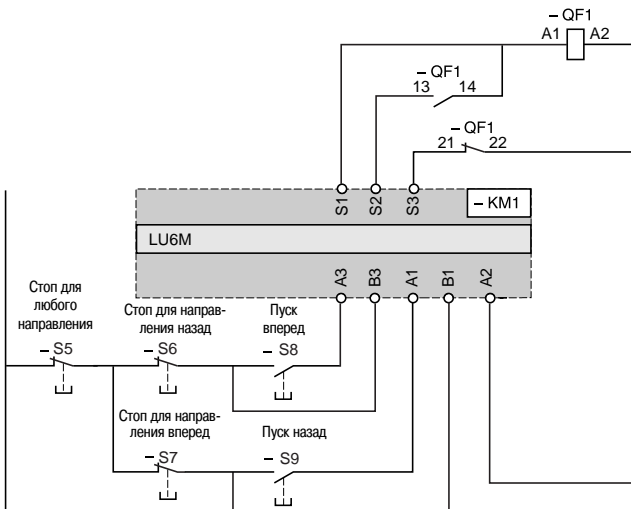 – QF1
A1 A2
– QF1
13 14
– QF1
21 22
S1 S2 S3
– KM1
LU6M
A3 B3 A1 B1 A2
Стоп для
любого
направления
– S5
Стоп для направ-
ления назад
– S6
Пуск
вперед
– S8
Стоп для направ-
ления вперед
– S7
Пуск назад
– S9